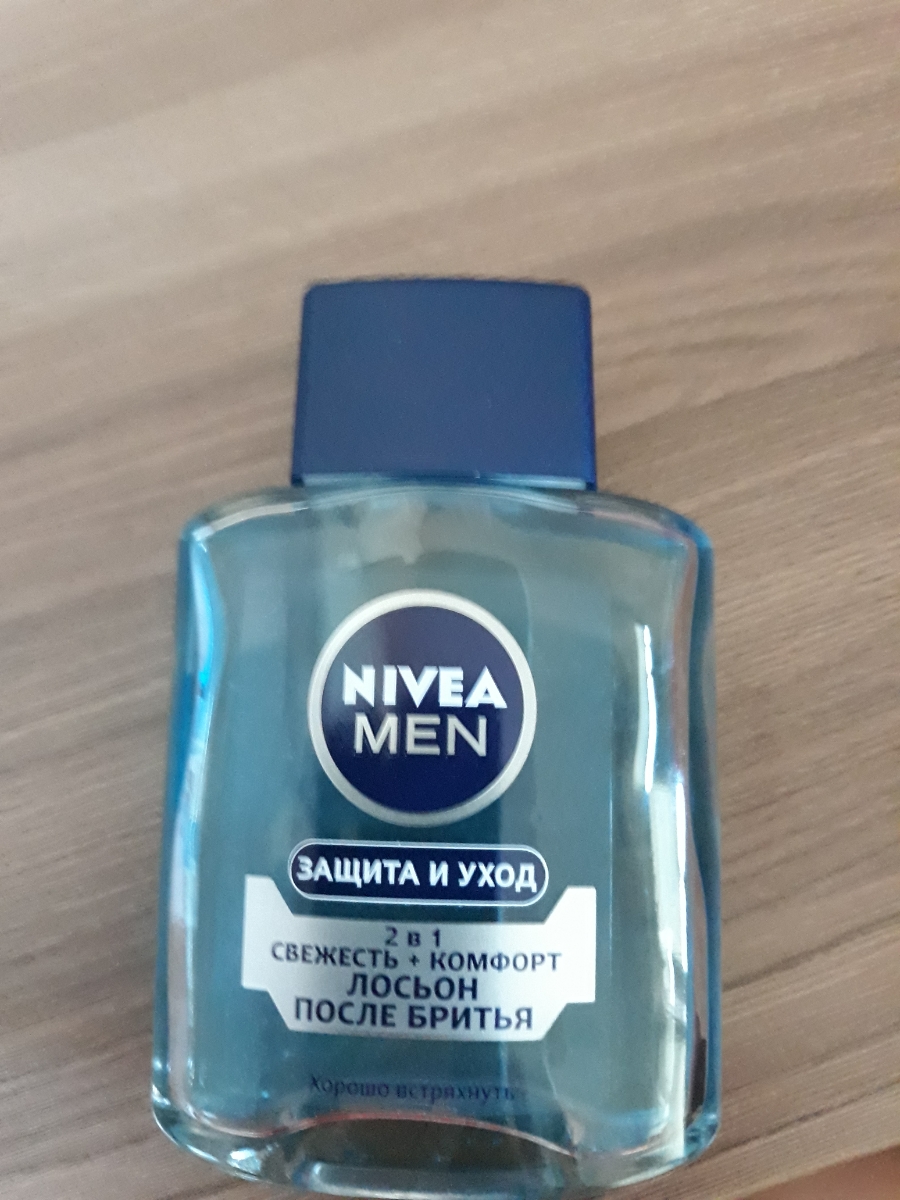 NIVEA
MEN
ЗАЩИТА И УХОД
2 в 1
СВЕЖЕСТЬ + КОМФОРТ
ЛОСЬОН
ПОСЛЕ БРИТЬЯ
Хорошо встряхнуть